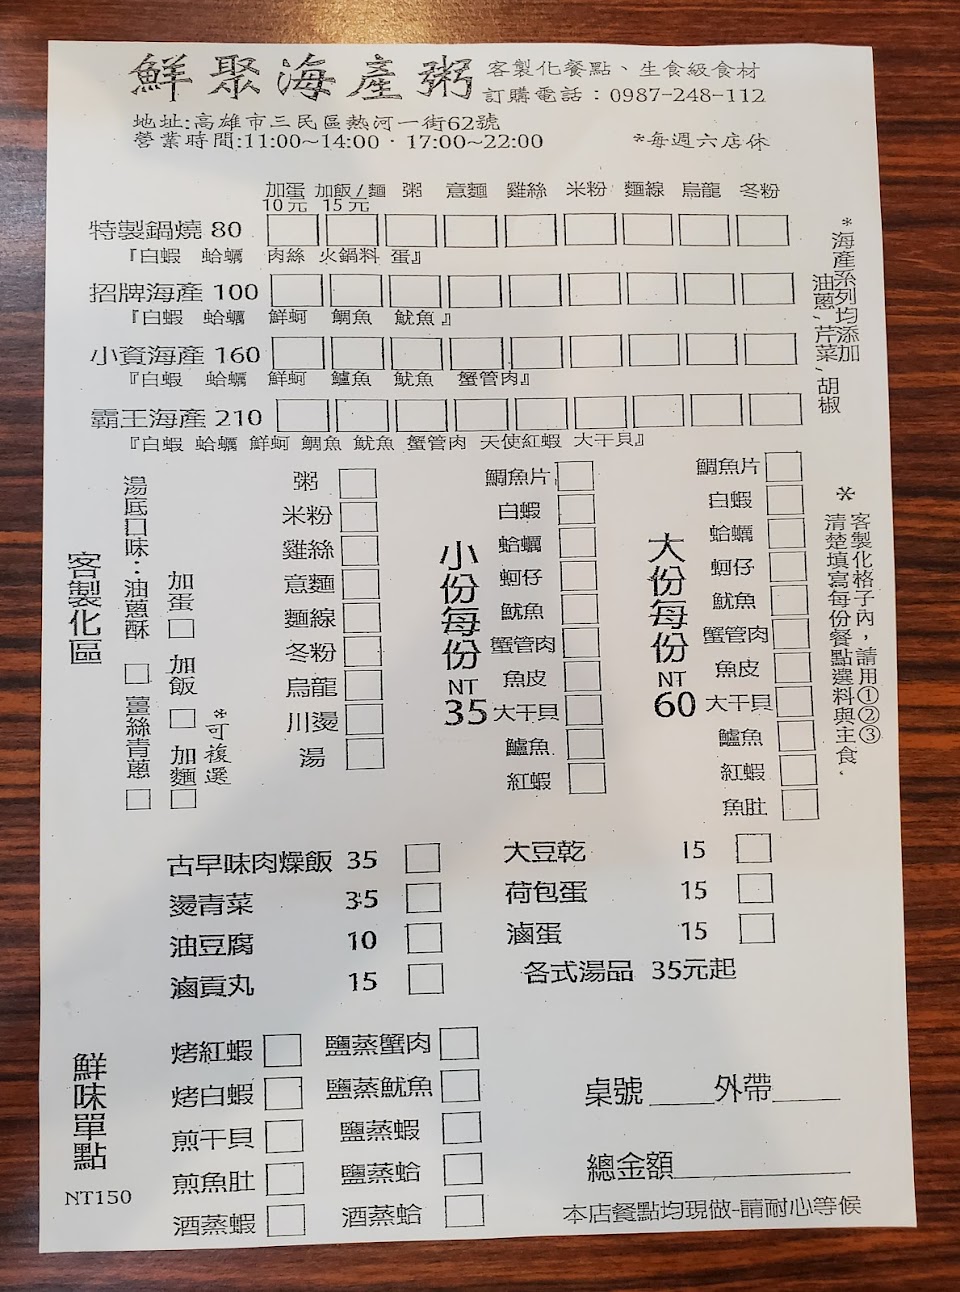 鮮聚海產粥
客製化餐點、生食級食材
訂購電話：0987-248-112
地址:高雄市三民區熱河一街62號
營業時間:11:00~14:00．17:00~22:00
*每週六店休
加蛋 加飯/麵 粥 意麵 雞絲 米粉 麵線 烏龍 冬粉
10元 15元
特製鍋燒 80
『白蝦 蛤蠣 肉絲 火鍋料 蛋』
招牌海產 100
『白蝦 蛤蠣 鮮蚵 鯛魚 魷魚』
小資海產 160
『白蝦 蛤蠣 鮮蚵 鱸魚 魷魚 蟹管肉』
霸王海產 210
『白蝦 蛤蠣 鮮蚵 鯛魚 魷魚 蟹管肉 天使紅蝦 大干貝』
*海產系列均添加
油蔥、芹菜、胡椒
客製化區
湯底口味：油蔥酥 薑絲青蔥
加蛋 加飯 加麵
*可複選
粥
米粉
雞絲
意麵
麵線
冬粉
烏龍
川燙
湯
小份每份
NT
35
鯛魚片
白蝦
蛤蠣
蚵仔
魷魚
蟹管肉
魚皮
大干貝
鱸魚
紅蝦
大份每份
NT
60
鯛魚片
白蝦
蛤蠣
蚵仔
魷魚
蟹管肉
魚皮
大干貝
鱸魚
紅蝦
魚肚
*客製化格子內，請用①②③
清楚填寫每份餐點選料與主食．
古早味肉燥飯 35
燙青菜 35
油豆腐 10
滷貢丸 15
大豆乾 15
荷包蛋 15
滷蛋 15
各式湯品 35元起
鮮味單點
NT150
烤紅蝦
烤白蝦
煎干貝
煎魚肚
酒蒸蝦
鹽蒸蟹肉
鹽蒸魷魚
鹽蒸蝦
鹽蒸蛤
酒蒸蛤
桌號____外帶____
總金額___________
本店餐點均現做-請耐心等候